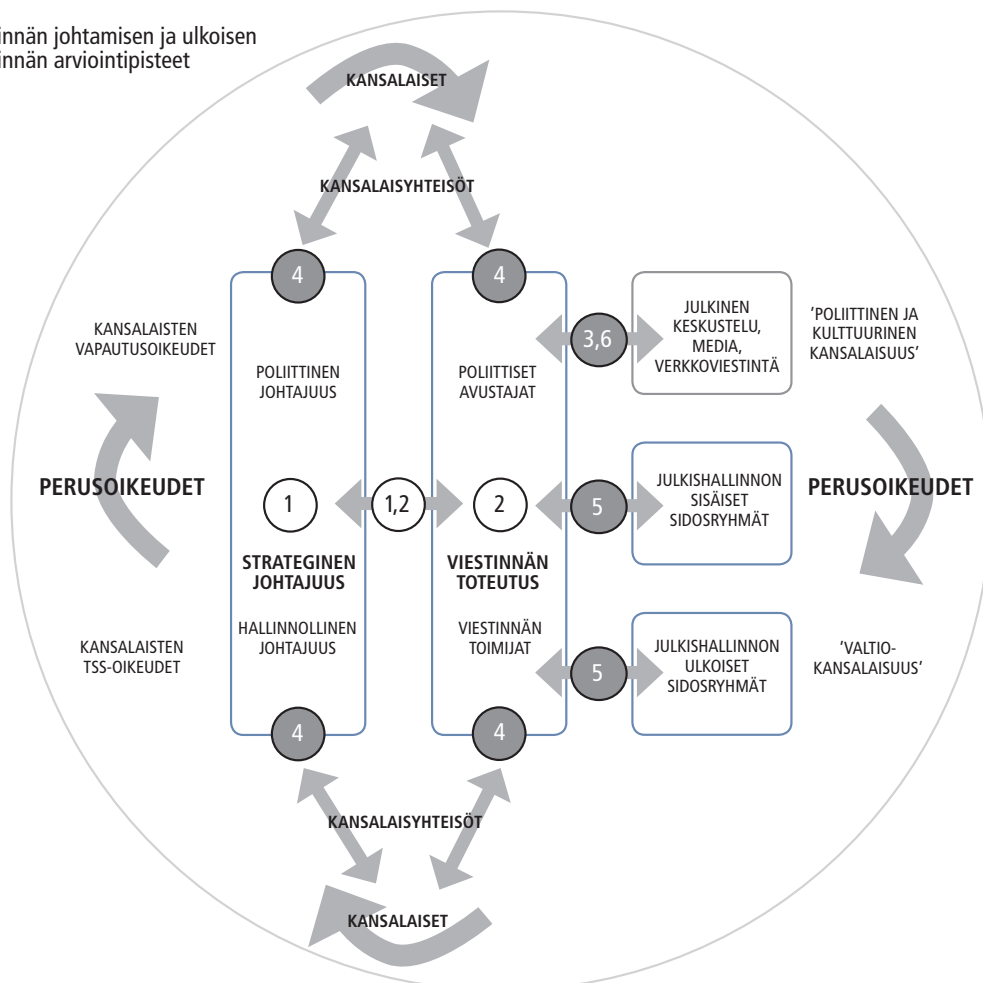 innän johtamisen ja ulkoisen
innän arviointipisteet
KANSALAISET
KANSALAISYHTEISÖT
4
4
KANSALAISTEN
VAPAUTUSOIKEUDET
POLIITTINEN
JOHTAJUUS
POLIITTISET
AVUSTAJAT
3,6
JULKINEN
KESKUSTELU,
MEDIA,
VERKKOVIESTINTÄ
'POLIITTINEN JA
KULTTUURINEN
KANSALAISUUS'
PERUSOIKEUDET
1
1,2
2
5
JULKISHALLINNON
SISÄISET
SIDOSRYHMÄT
PERUSOIKEUDET
STRATEGINEN
JOHTAJUUS
VIESTINNÄN
TOTEUTUS
KANSALAISTEN
TSS-OIKEUDET
HALLINNOLLINEN
JOHTAJUUS
VIESTINNÄN
TOIMIJAT
5
JULKISHALLINNON
ULKOISET
SIDOSRYHMÄT
'VALTIO-
KANSALAISUUS'
4
4
KANSALAISYHTEISÖT
KANSALAISET